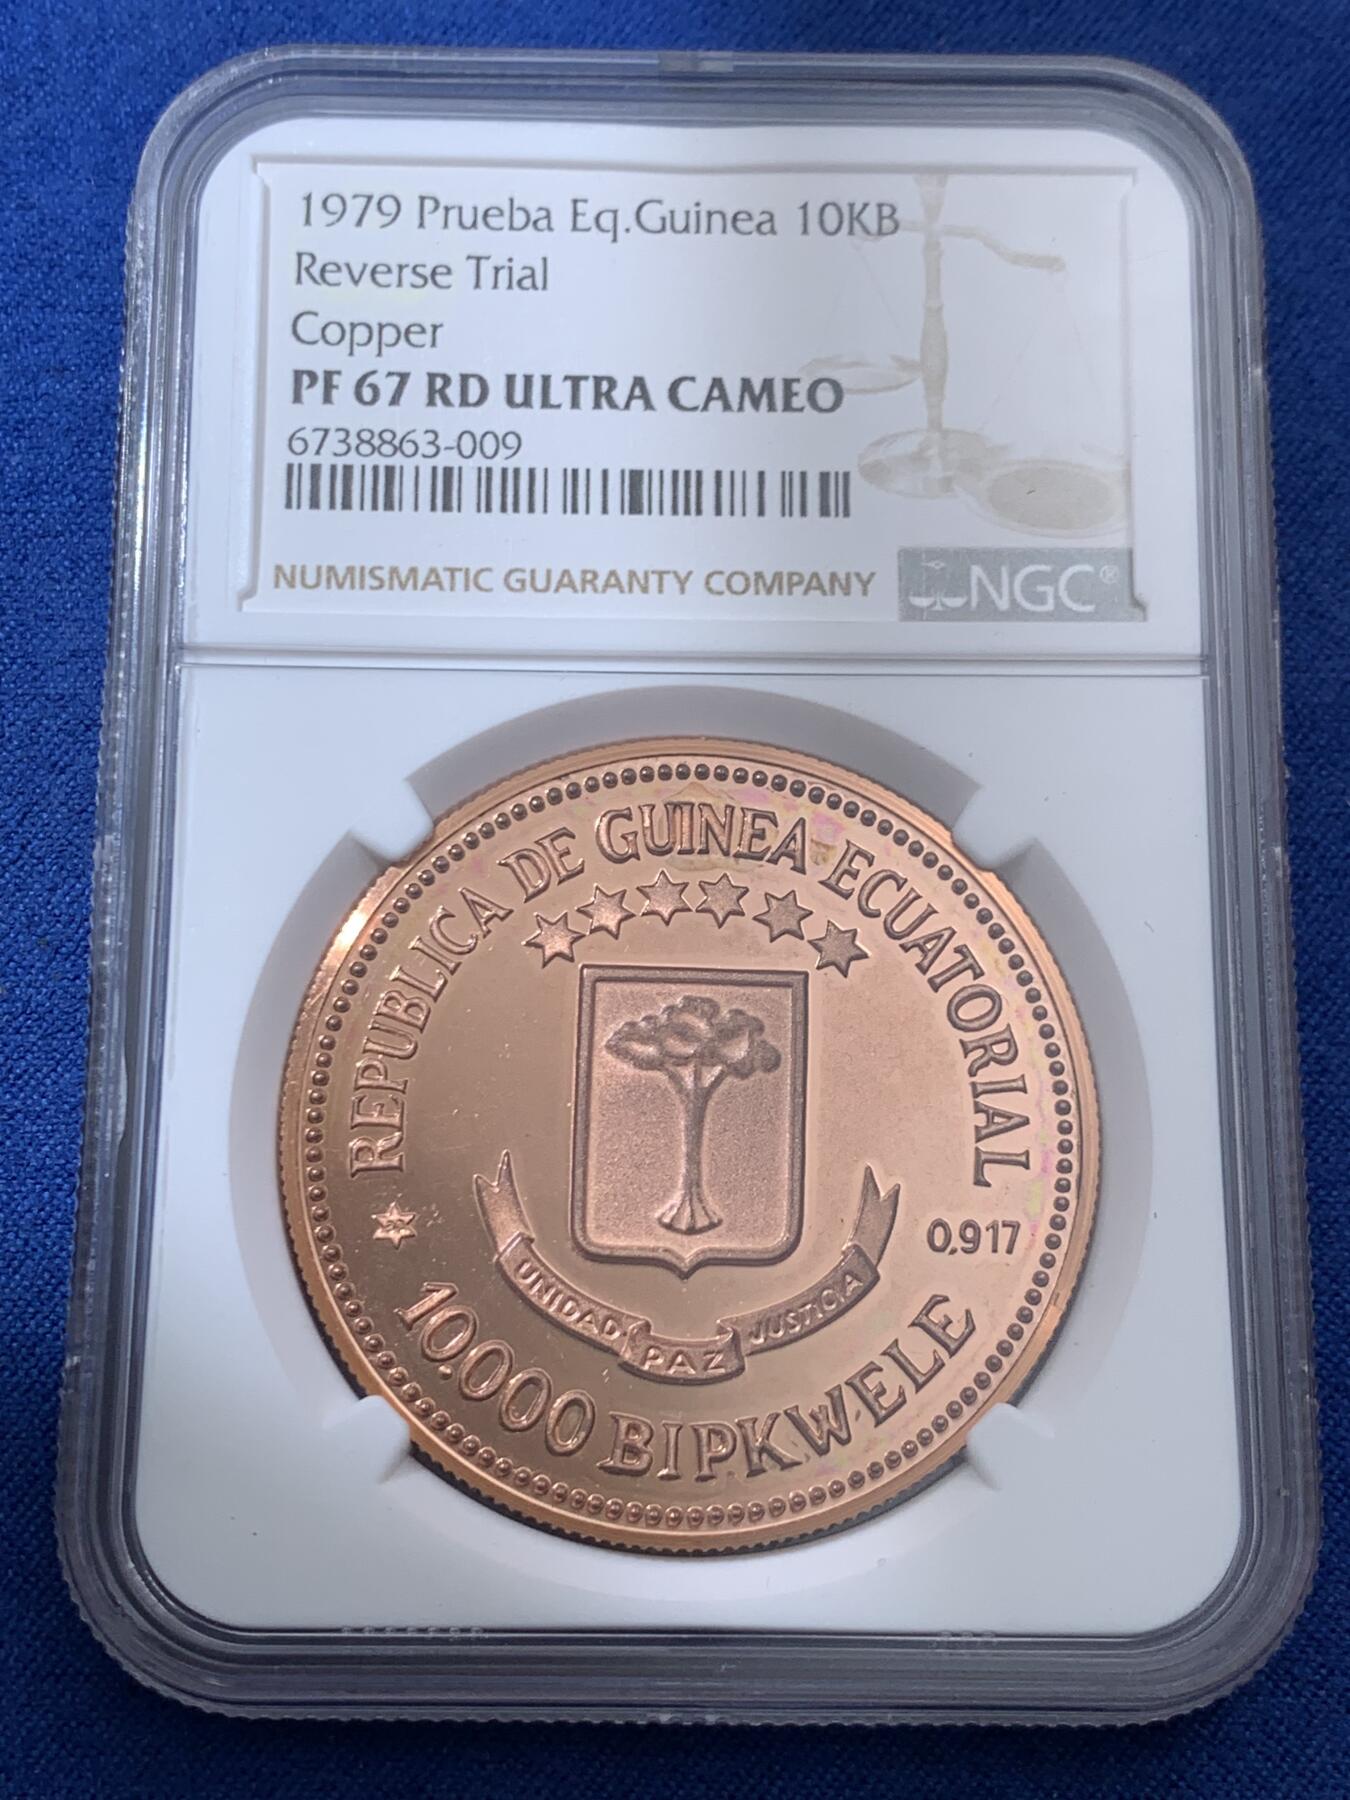 1979 Prueba Eq.Guinea 10KB
Reverse Trial
Copper
PF 67 RD ULTRA CAMEO
6738863-009
NUMISMATIC GUARANTY COMPANY
NGC®
REPUBLICA DE GUINEA ECUATORIAL
0,917
UNIDAD PAZ JUSTICIA
10.000 BIPKWELE